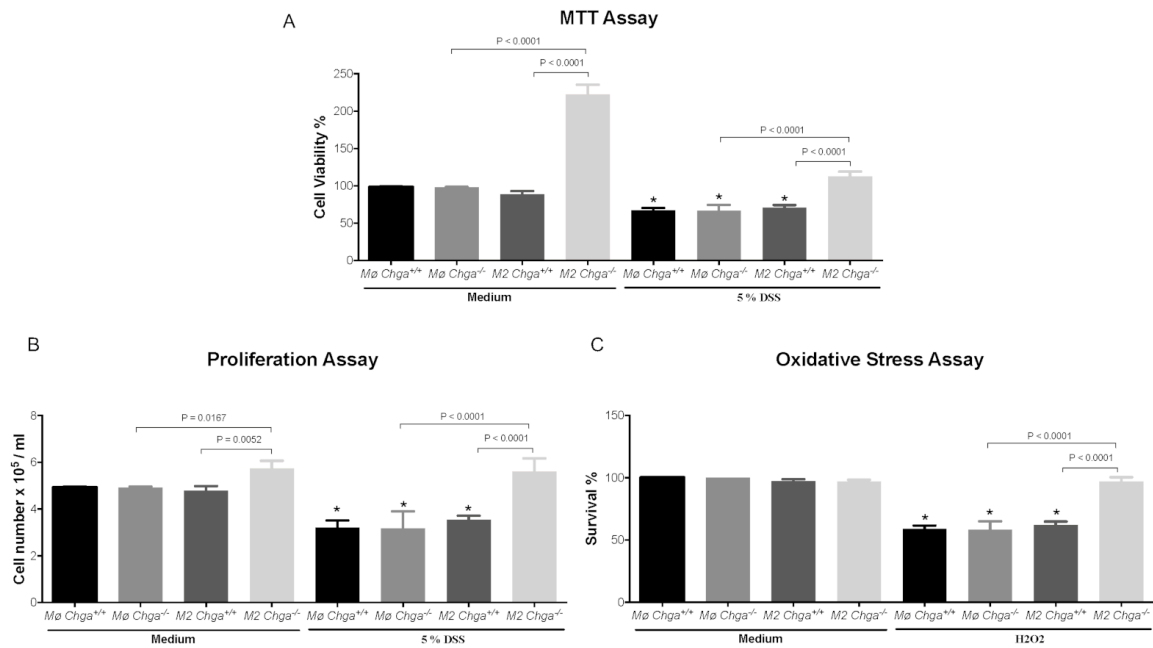 A
MTT Assay
P < 0.0001
P < 0.0001
P < 0.0001
P < 0.0001
Cell Viability %
250
200
150
100
50
0
* * *
Mø Chga+/+ Mø Chga-/- M2 Chga+/+ M2 Chga-/- Mø Chga+/+ Mø Chga-/- M2 Chga+/+ M2 Chga-/-
Medium 5 % DSS
B
Proliferation Assay
P = 0.0167
P = 0.0052
P < 0.0001
P < 0.0001
Cell number x 10⁵ / ml
8
6
4
2
0
* * *
Mø Chga+/+ Mø Chga-/- M2 Chga+/+ M2 Chga-/- Mø Chga+/+ Mø Chga-/- M2 Chga+/+ M2 Chga-/-
Medium 5 % DSS
C
Oxidative Stress Assay
P < 0.0001
P < 0.0001
Survival %
150
100
50
0
* * *
Mø Chga+/+ Mø Chga-/- M2 Chga+/+ M2 Chga-/- Mø Chga+/+ Mø Chga-/- M2 Chga+/+ M2 Chga-/-
Medium H2O2